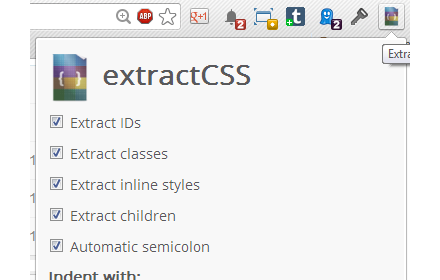 ABP g+1 2 t 2
Extra
{ } extractCSS
Extract IDs
Extract classes
Extract inline styles
Extract children
Automatic semicolon
Indent with: